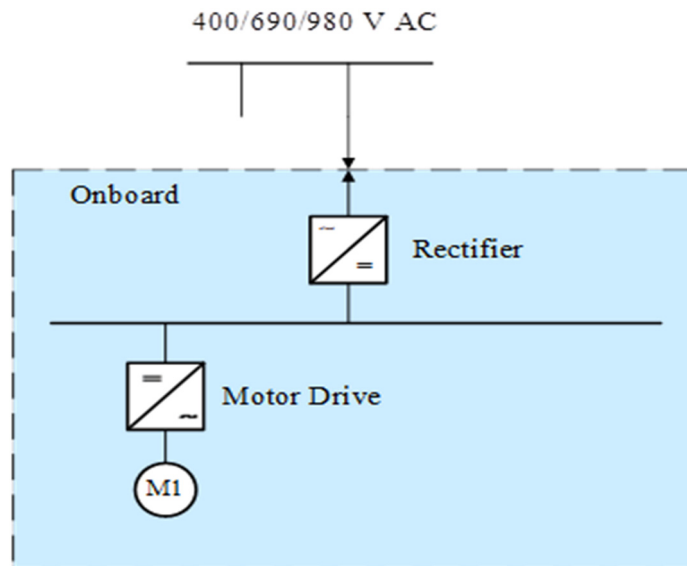 400/690/980 V AC
Onboard
~
=
Rectifier
=
~
Motor Drive
M1